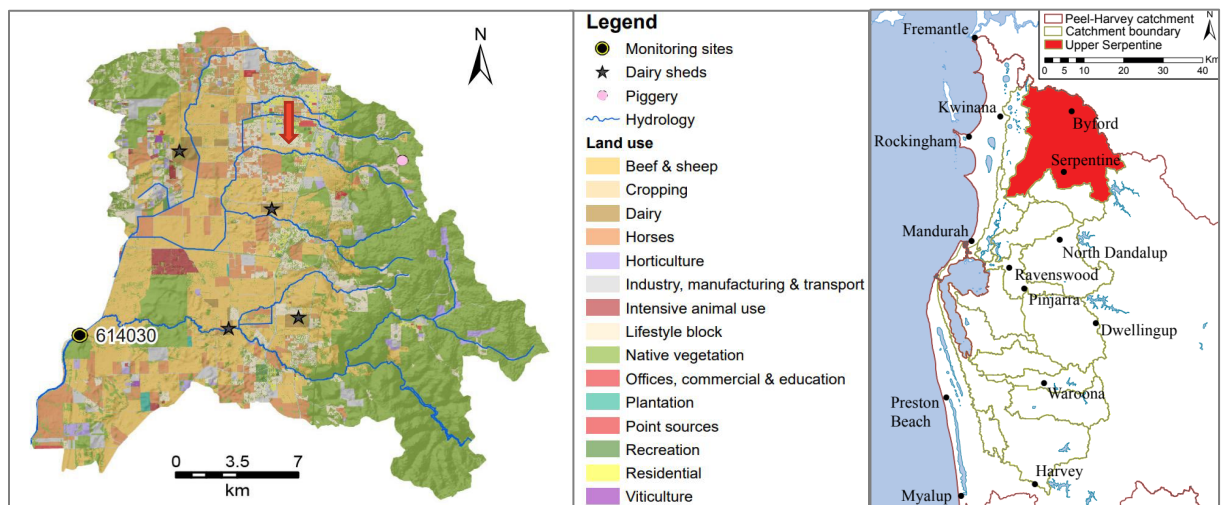 N
614030
0 3.5 7
km
Legend
Monitoring sites
Dairy sheds
Piggery
Hydrology
Land use
Beef & sheep
Cropping
Dairy
Horses
Horticulture
Industry, manufacturing & transport
Intensive animal use
Lifestyle block
Native vegetation
Offices, commercial & education
Plantation
Point sources
Recreation
Residential
Viticulture
Peel-Harvey catchment
Catchment boundary
Upper Serpentine
N
0 5 10 20 30 40
Km
Fremantle
Kwinana
Byford
Rockingham
Serpentine
Mandurah
North Dandalup
Ravenswood
Pinjarra
Dwellingup
Waroona
Preston
Beach
Harvey
Myalup